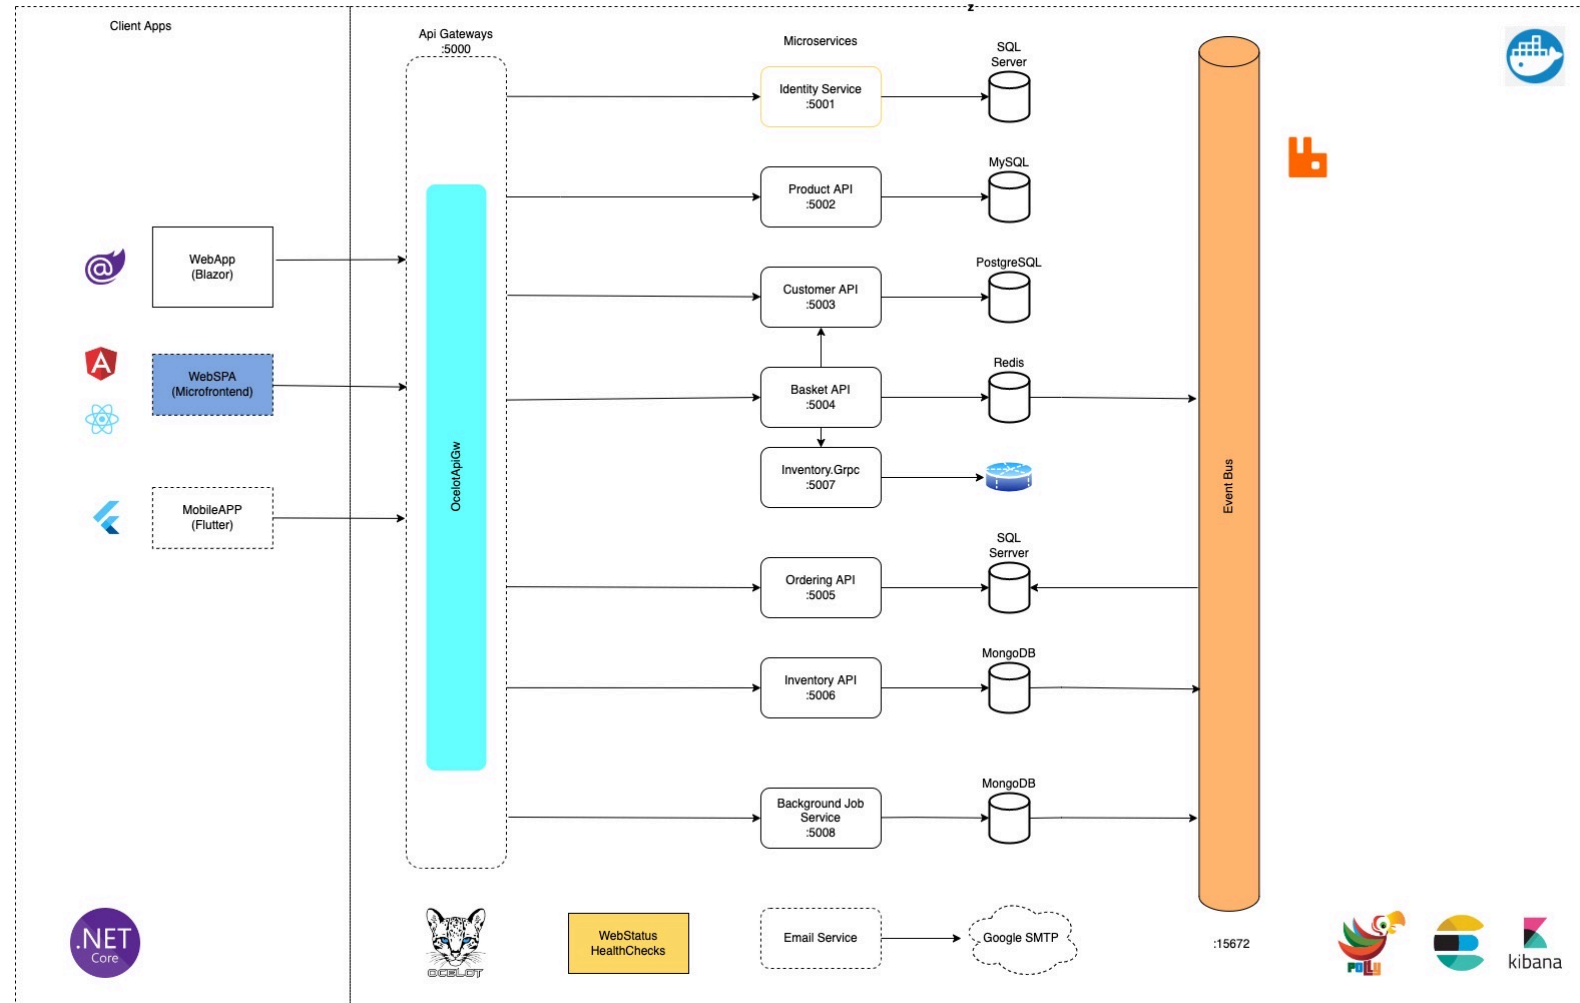 z
Client Apps
Api Gateways
:5000
Microservices
SQL
Server
Identity Service
:5001
MySQL
Product API
:5002
WebApp
(Blazor)
PostgreSQL
Customer API
:5003
WebSPA
(Microfrontend)
Redis
Basket API
:5004
Inventory.Grpc
:5007
OcelotApiGw
Event Bus
MobileAPP
(Flutter)
SQL
Serrver
Ordering API
:5005
MongoDB
Inventory API
:5006
MongoDB
Background Job
Service
:5008
.NET
Core
OCELOT
WebStatus
HealthChecks
Email Service
Google SMTP
:15672
POLLY
kibana